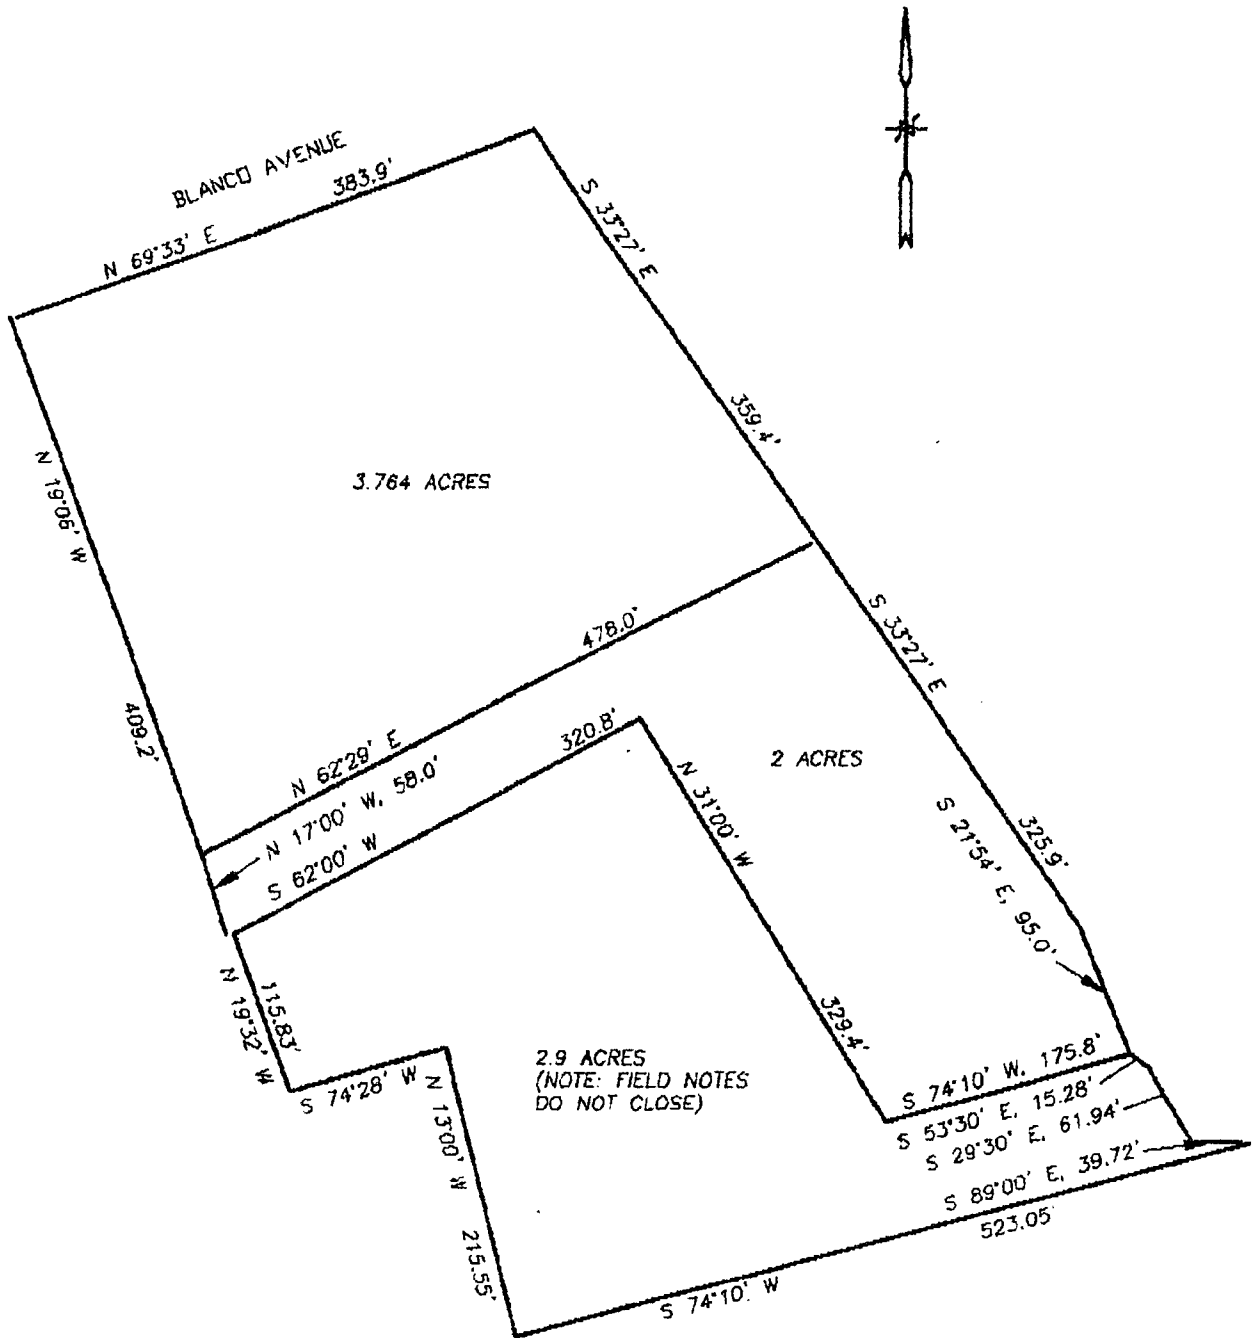 BLANCO AVENUE
383.9'
N 69°33' E
S 33°27' E
359.4'
3.764 ACRES
N 19°06' W
409.2'
478.0'
N 62°29' E
N 17°00' W, 58.0'
320.8'
S 62°00' W
S 33°27' E
325.9'
2 ACRES
N 31°00' W
329.4'
S 21°54' E, 95.0'
N 19°32' W
115.83'
S 74°28' W
N 13°00' W
215.55'
2.9 ACRES
(NOTE: FIELD NOTES
DO NOT CLOSE)
S 74°10' W, 175.8'
S 53°30' E, 15.28'
S 29°30' E, 61.94'
S 89°00' E, 39.72'
523.05'
S 74°10' W